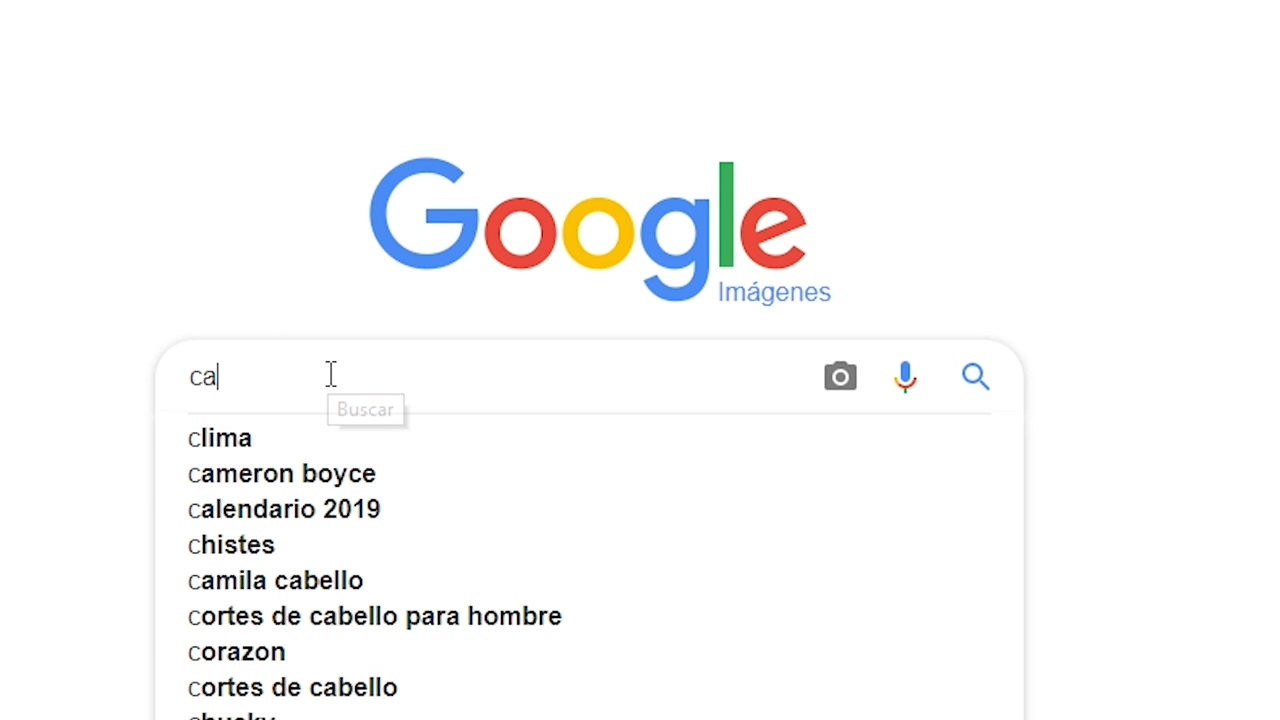 Google
Imágenes
ca
Buscar
clima
cameron boyce
calendario 2019
chistes
camila cabello
cortes de cabello para hombre
corazon
cortes de cabello
chucky